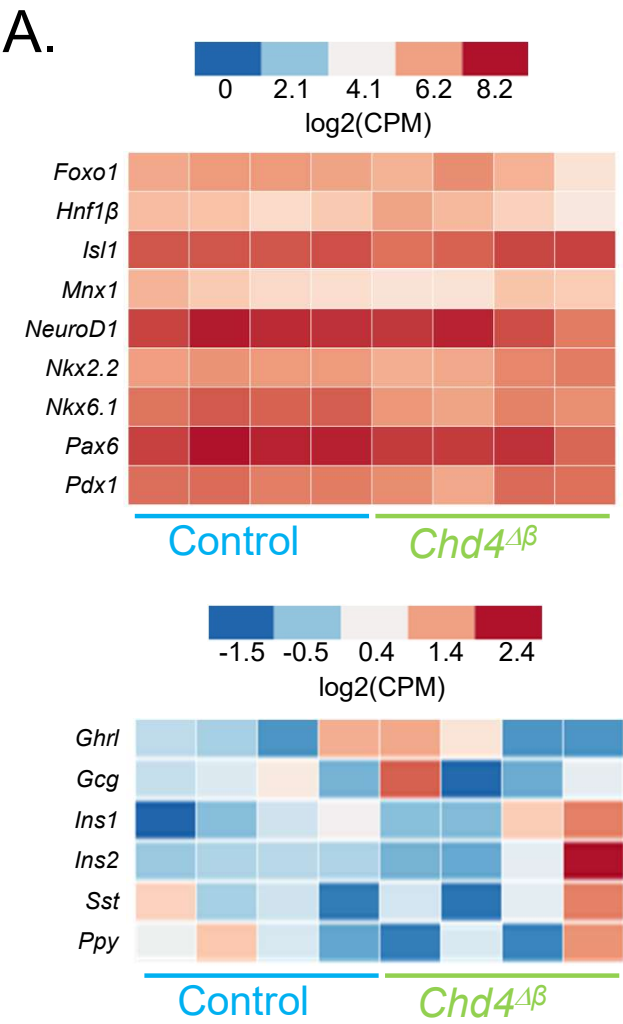 A.
0 2.1 4.1 6.2 8.2
log2(CPM)
Foxo1
Hnf1β
Isl1
Mnx1
NeuroD1
Nkx2.2
Nkx6.1
Pax6
Pdx1
Control Chd4Δβ
-1.5 -0.5 0.4 1.4 2.4
log2(CPM)
Ghrl
Gcg
Ins1
Ins2
Sst
Ppy
Control Chd4Δβ